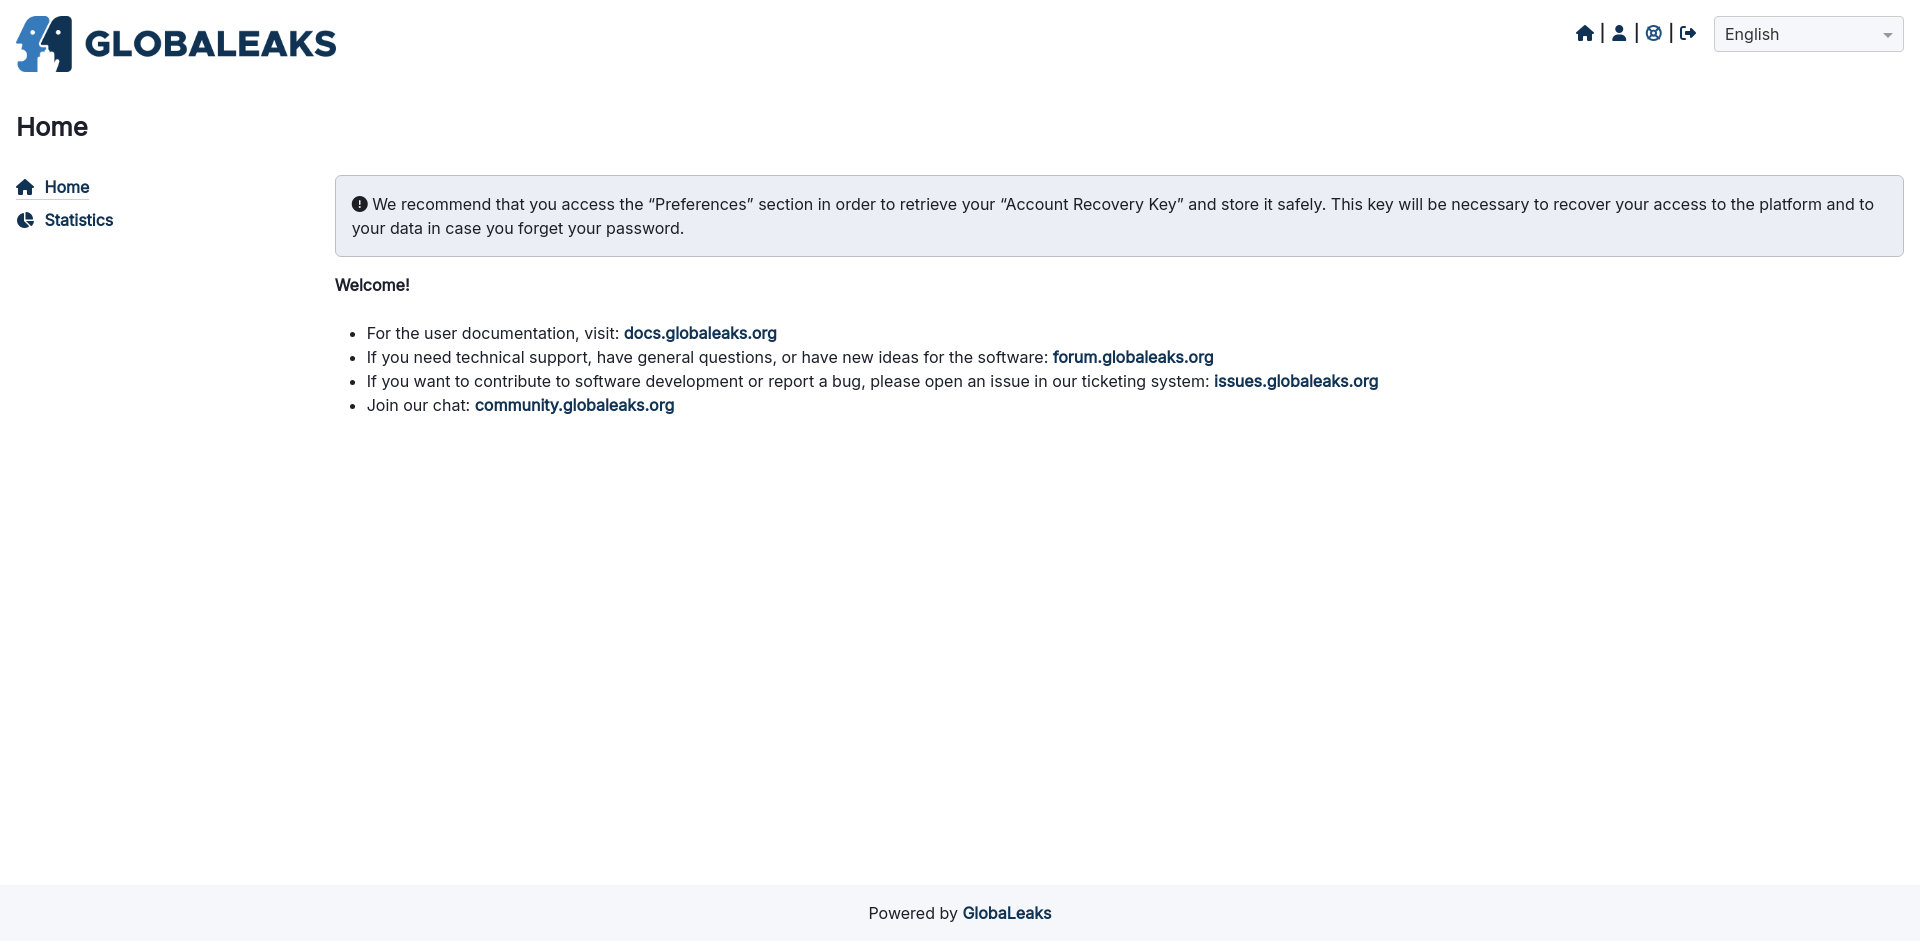 GLOBALEAKS
English
Home
Home
Statistics
We recommend that you access the “Preferences” section in order to retrieve your “Account Recovery Key” and store it safely. This key will be necessary to recover your access to the platform and to
your data in case you forget your password.
Welcome!
For the user documentation, visit: docs.globaleaks.org
If you need technical support, have general questions, or have new ideas for the software: forum.globaleaks.org
If you want to contribute to software development or report a bug, please open an issue in our ticketing system: issues.globaleaks.org
Join our chat: community.globaleaks.org
Powered by GlobaLeaks